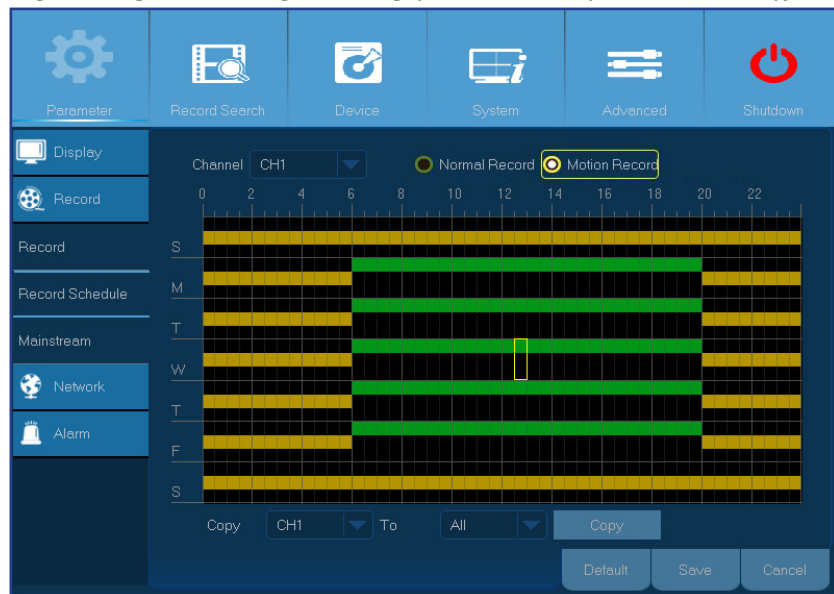 Parameter Record Search Device System Advanced Shutdown
Display
Record
Record
Record Schedule
Mainstream
Network
Alarm
Channel CH1 Normal Record Motion Record
0 2 4 6 8 10 12 14 16 18 20 22
S
M
T
W
T
F
S
Copy CH1 To All Copy
Default Save Cancel